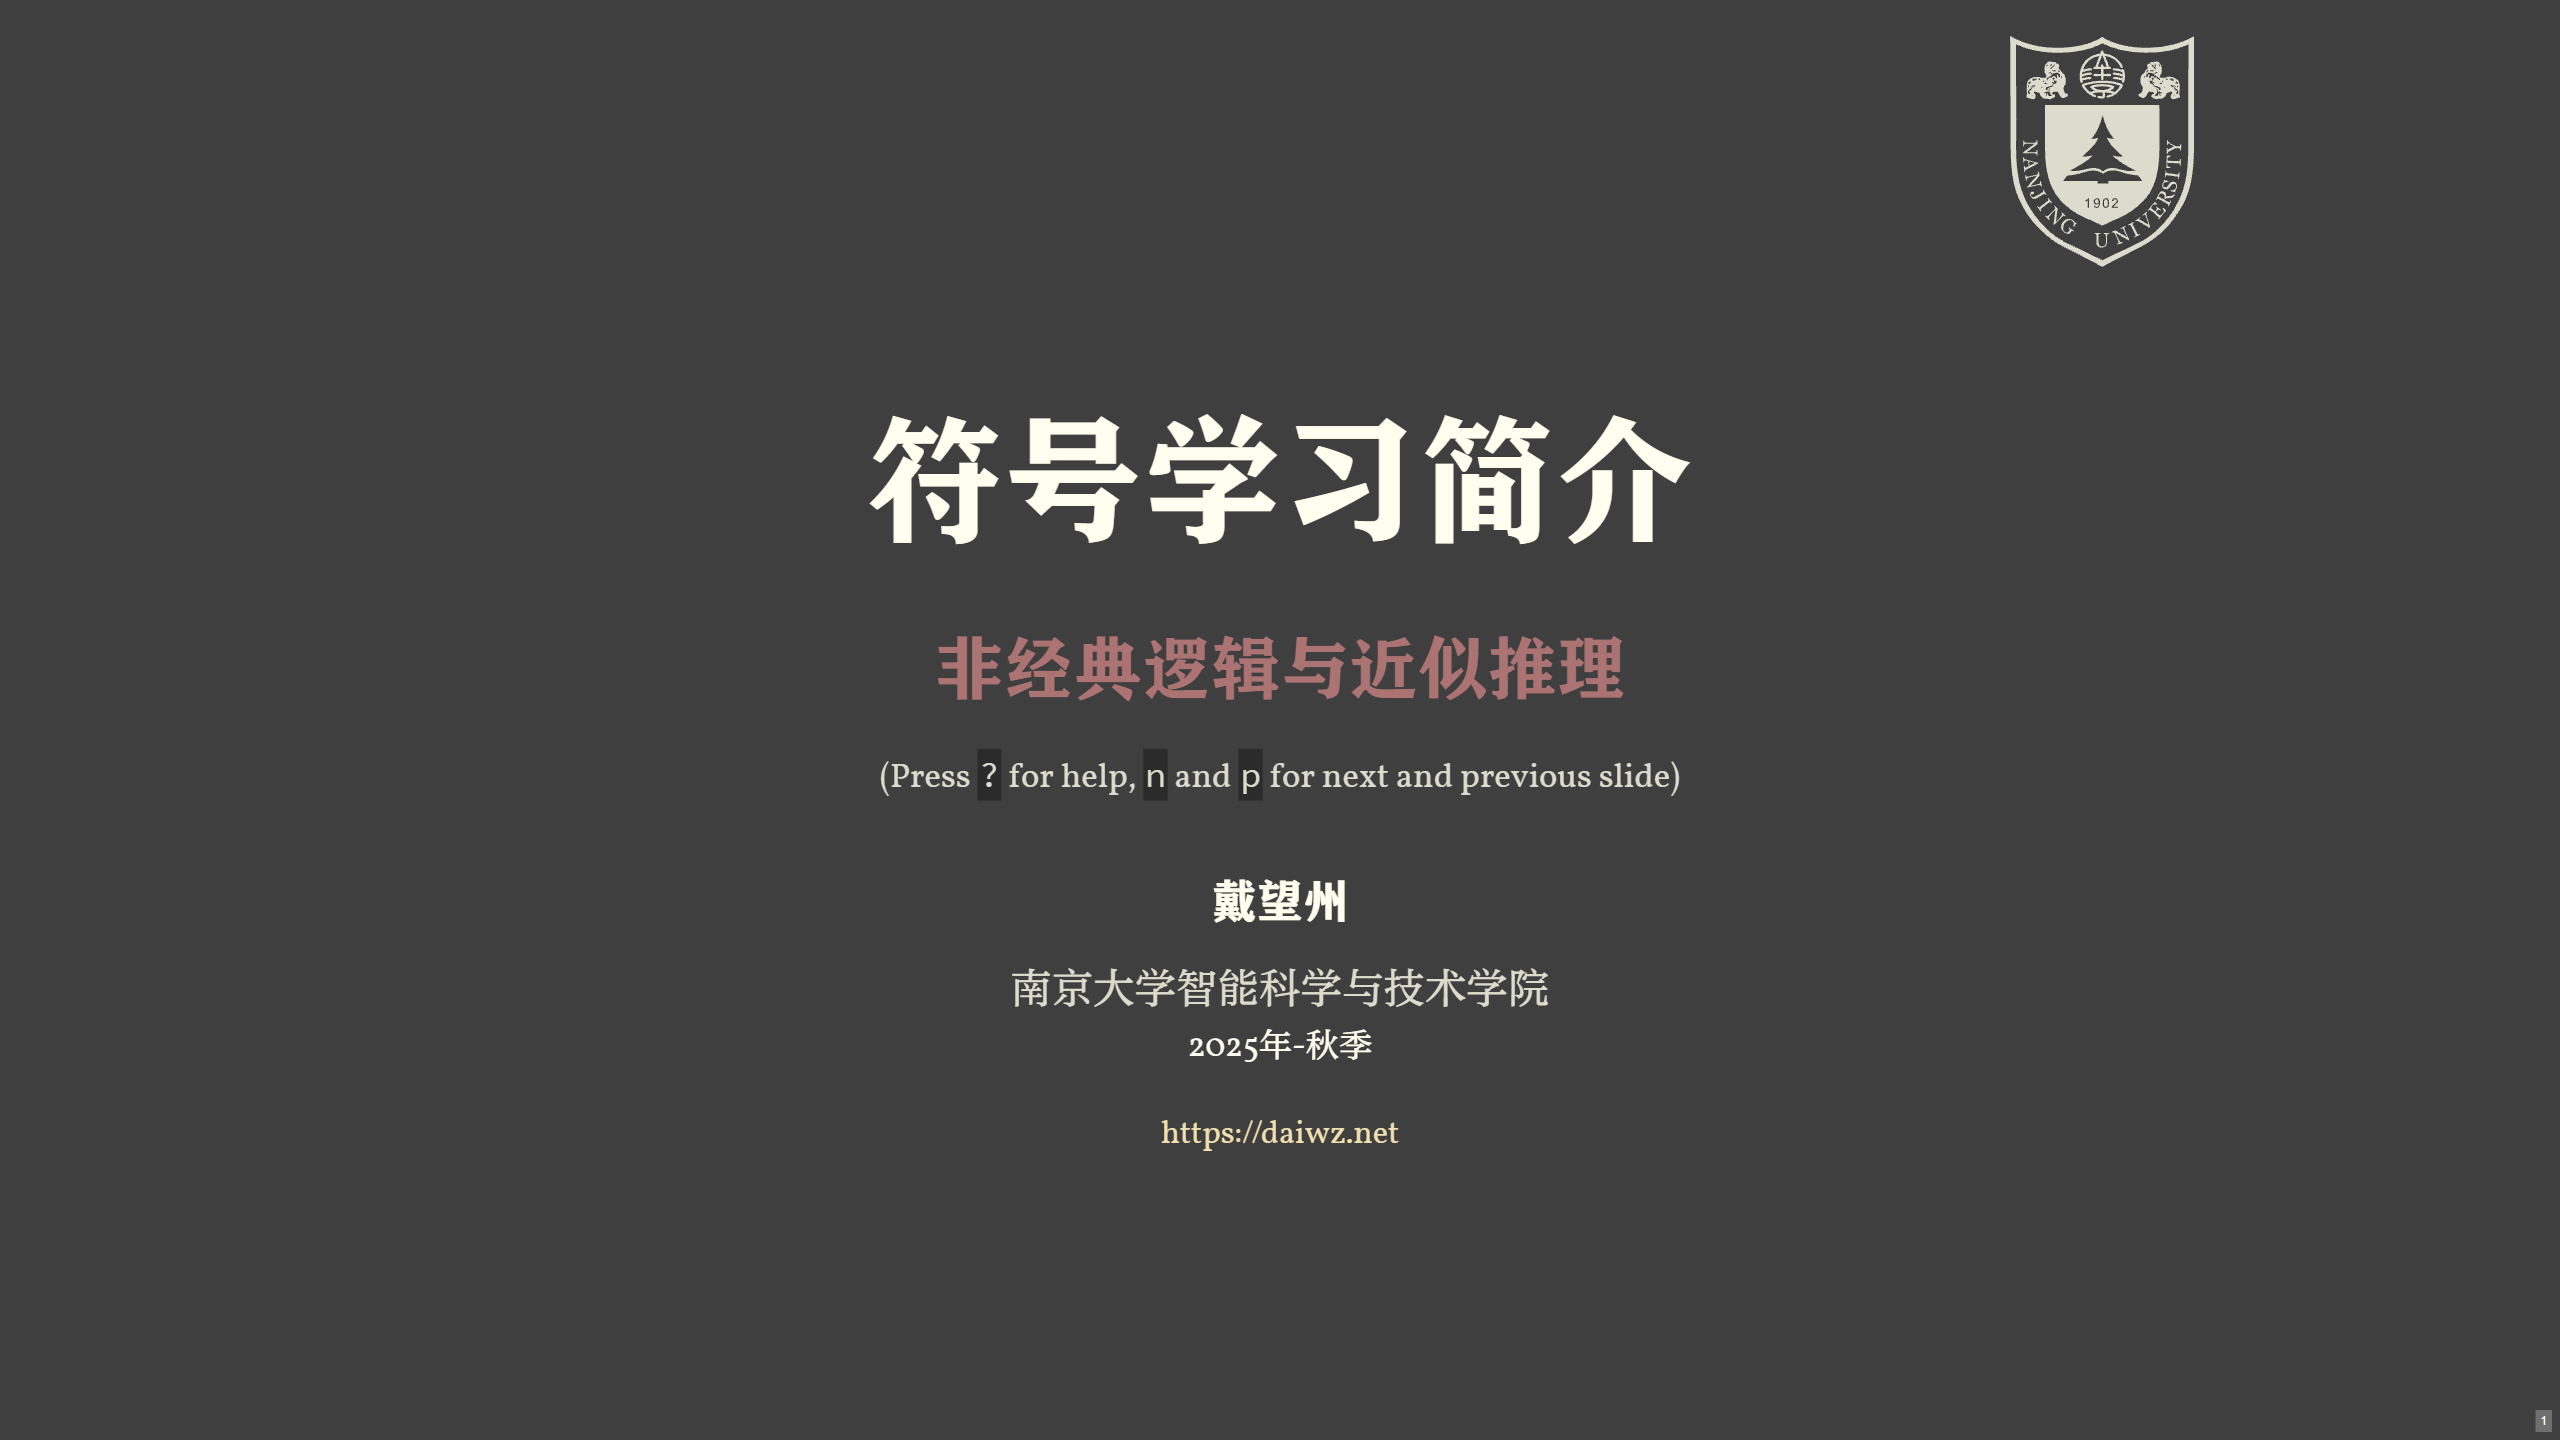 NANJING UNIVERSITY
1902
符号学习简介
非经典逻辑与近似推理
(Press ? for help, n and p for next and previous slide)
戴望州
南京大学智能科学与技术学院
2025年-秋季
https://daiwz.net
1